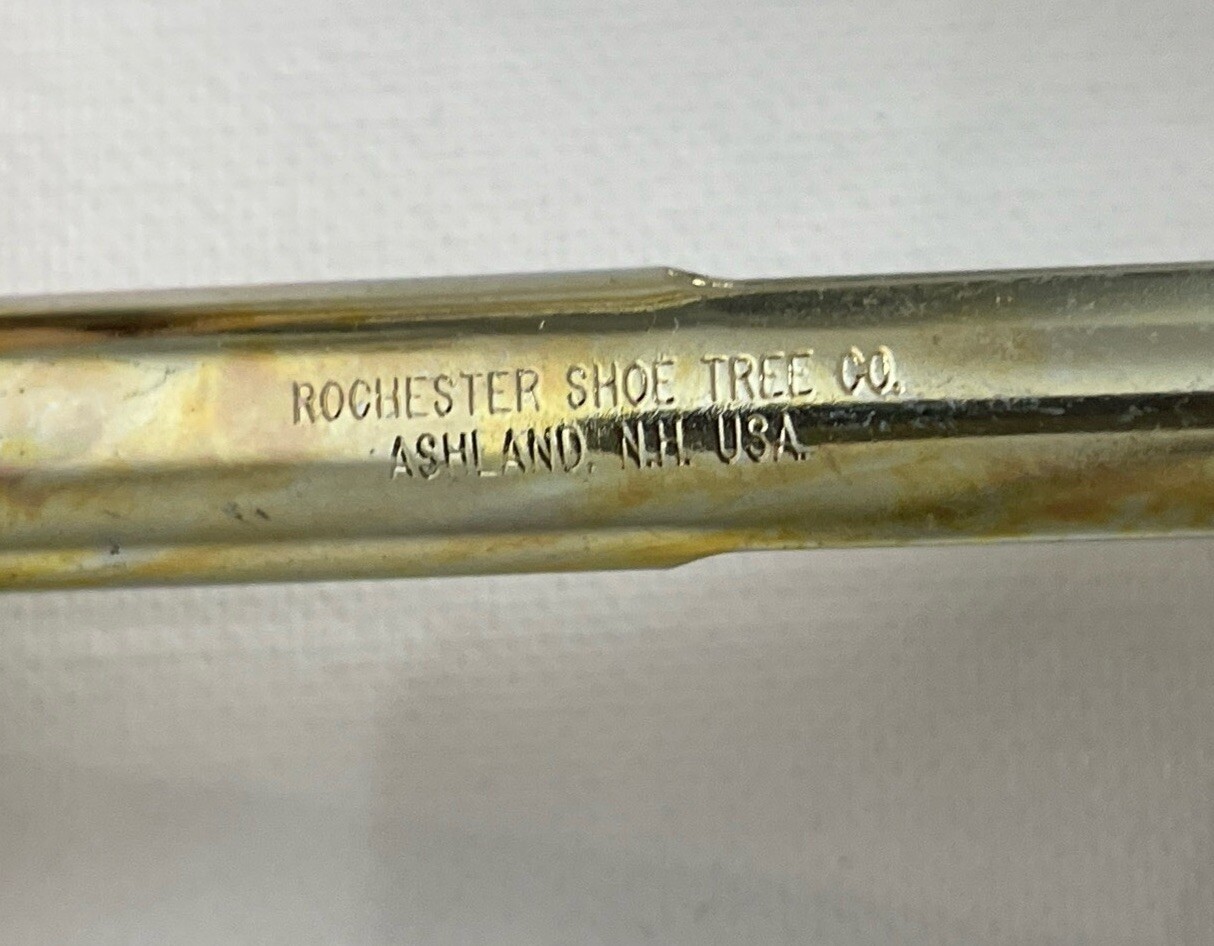 ROCHESTER SHOE TREE CO.
ASHLAND, N.H. USA.